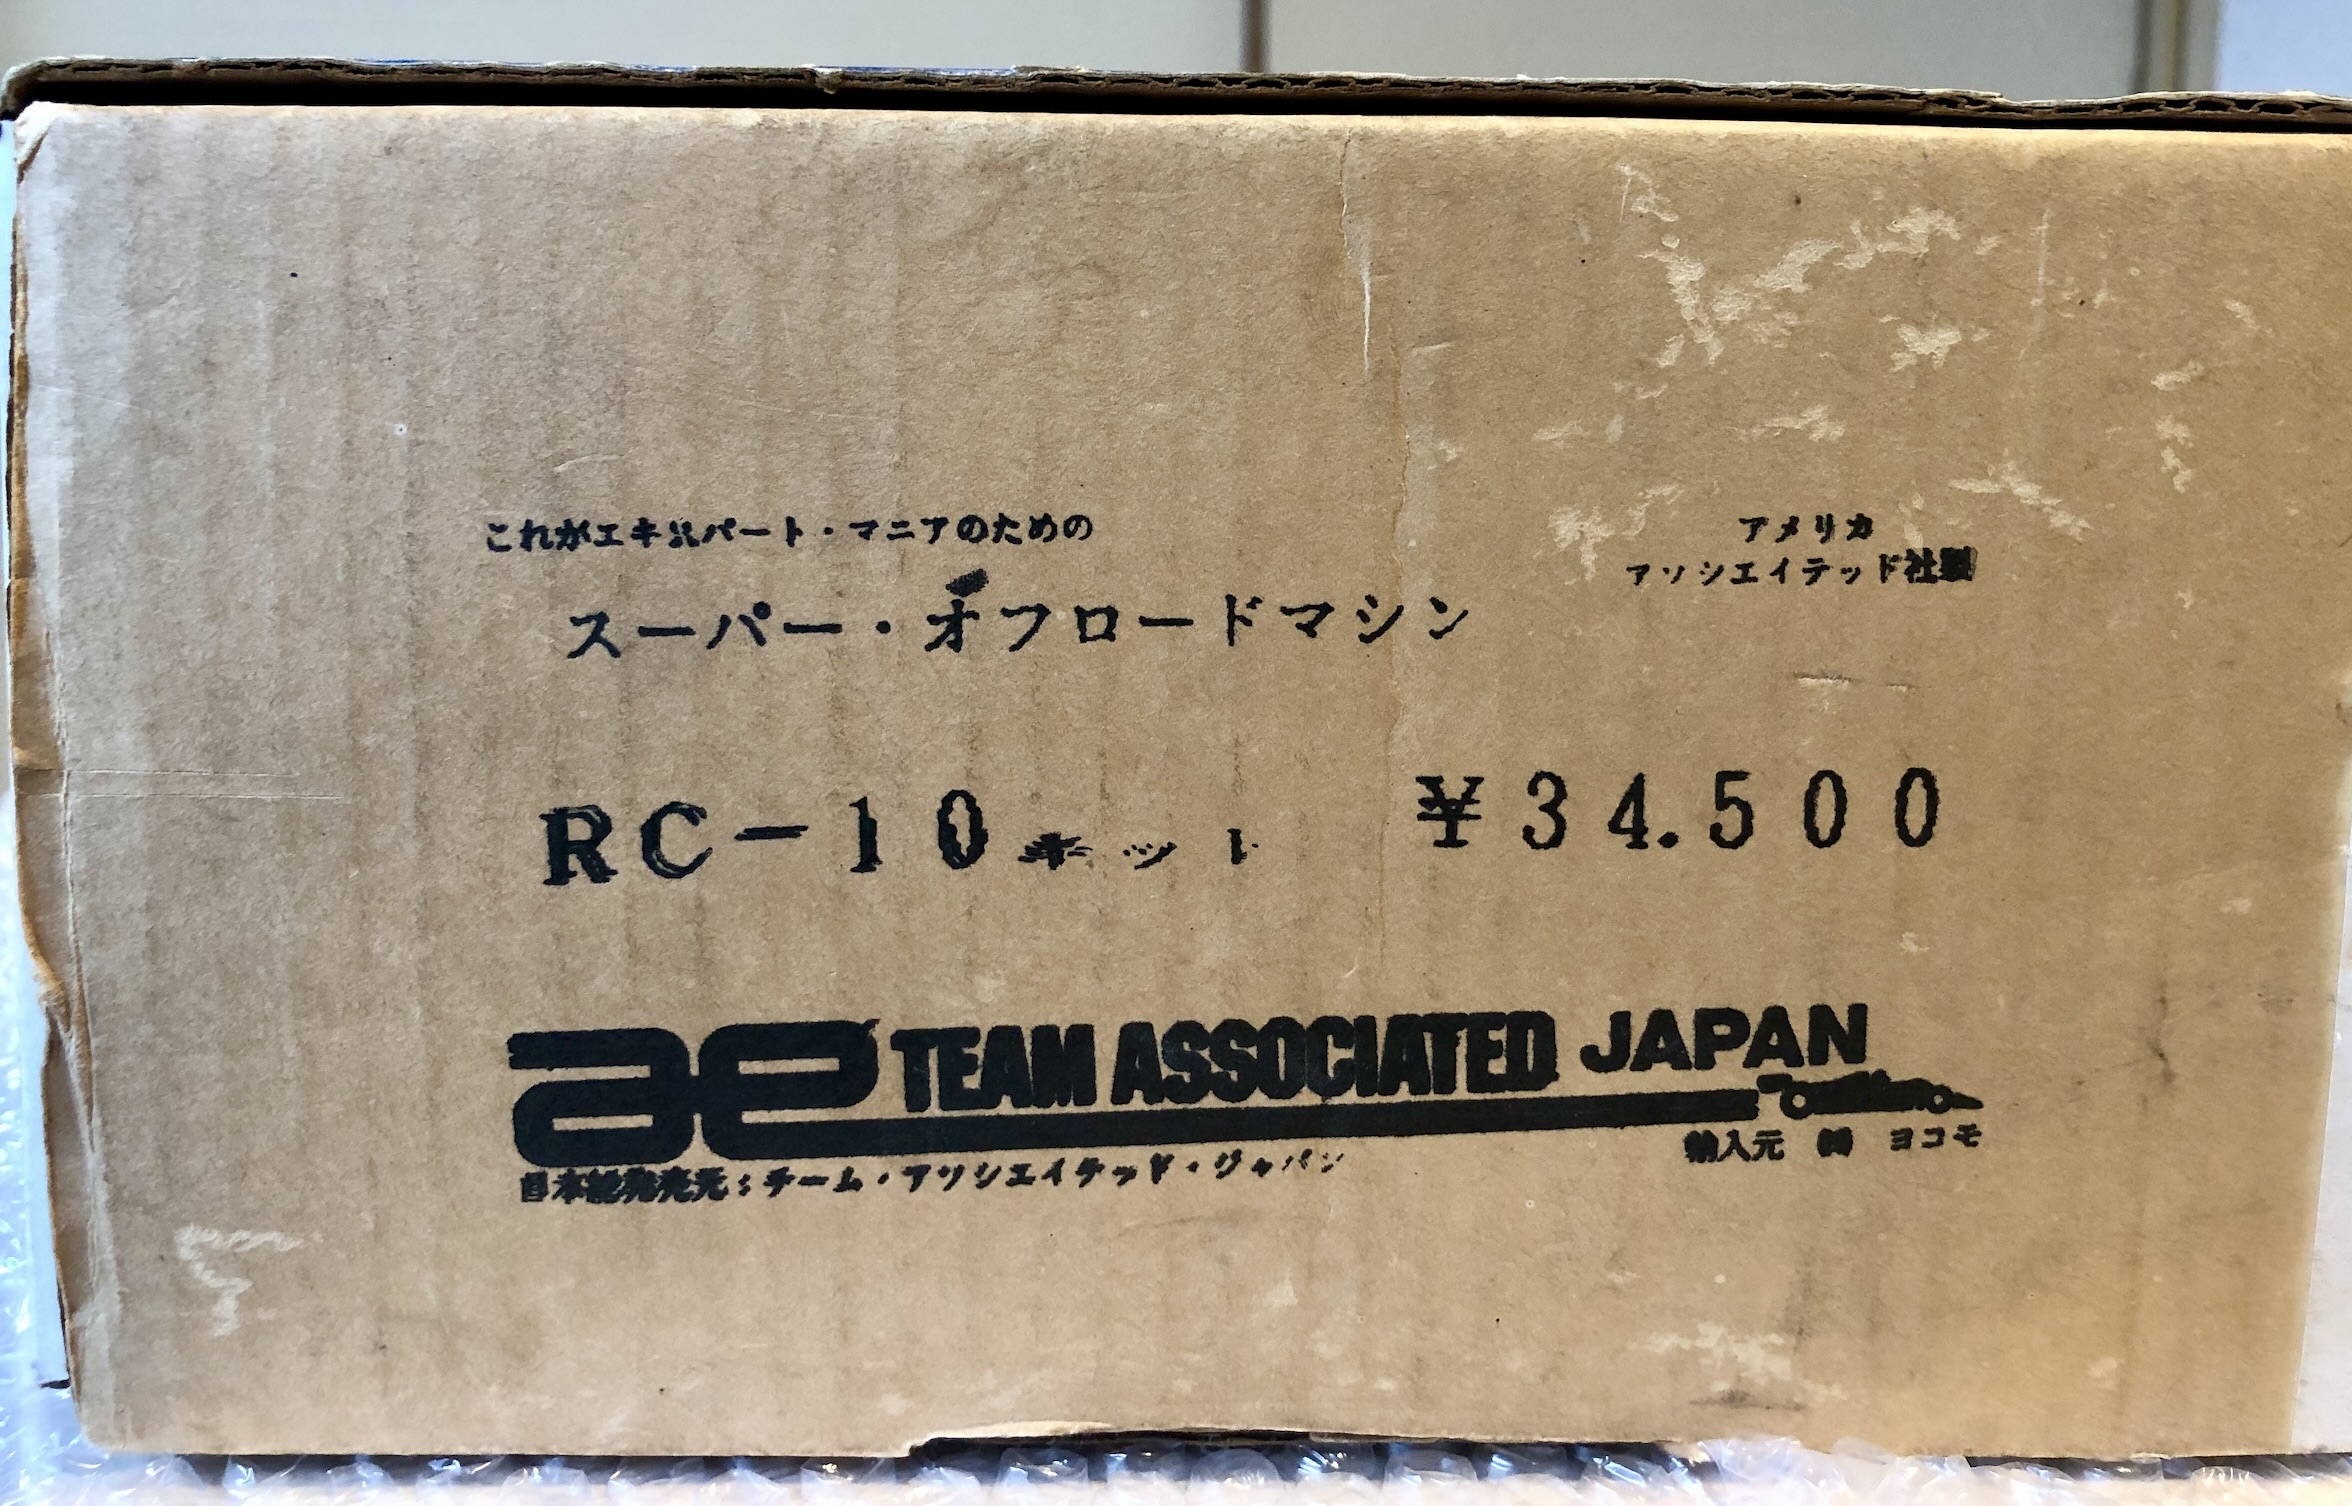 これがエキスパート・マニアのための
スーパー・オフロードマシン
アメリカ
アソシエイテッド社製
RC-10キット ¥34.500
ae TEAM ASSOCIATED JAPAN
輸入元 ㈱ ヨコモ
日本総発売元:チーム・アソシエイテッド・ジャパン